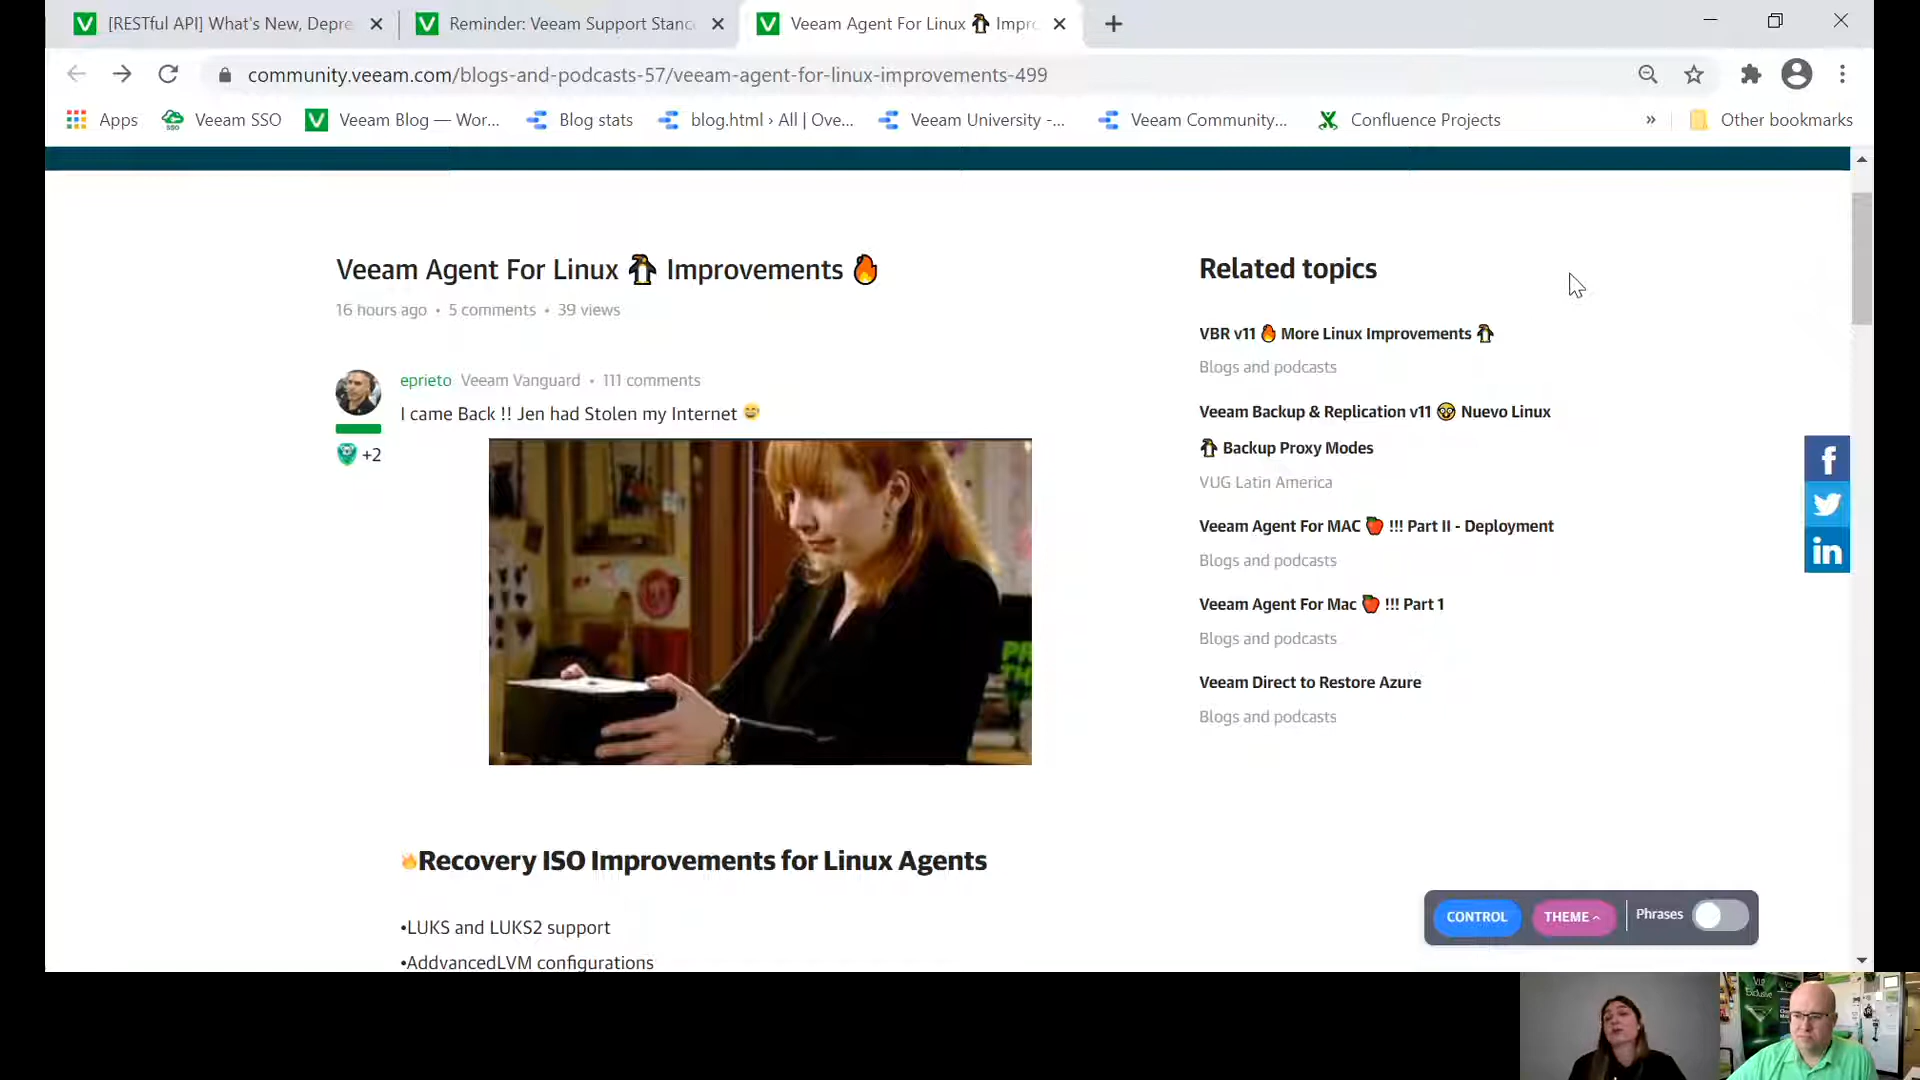 [RESTful API] What's New, Depre
Reminder: Veeam Support Stanc
Veeam Agent For Linux 🐧 Impro
community.veeam.com/blogs-and-podcasts-57/veeam-agent-for-linux-improvements-499
Apps
Veeam SSO
Veeam Blog — Wor...
Blog stats
blog.html › All | Ove...
Veeam University -...
Veeam Community...
Confluence Projects
»
Other bookmarks
Veeam Agent For Linux 🐧 Improvements 🔥
16 hours ago • 5 comments • 39 views
eprieto Veeam Vanguard • 111 comments
I came Back !! Jen had Stolen my Internet 😅
+2
🔥Recovery ISO Improvements for Linux Agents
•LUKS and LUKS2 support
•AddvancedLVM configurations
Related topics
VBR v11 🔥 More Linux Improvements 🐧
Blogs and podcasts
Veeam Backup & Replication v11 🤓 Nuevo Linux
🐧 Backup Proxy Modes
VUG Latin America
Veeam Agent For MAC 🍎 !!! Part II - Deployment
Blogs and podcasts
Veeam Agent For Mac 🍎 !!! Part 1
Blogs and podcasts
Veeam Direct to Restore Azure
Blogs and podcasts
CONTROL
THEME
Phrases